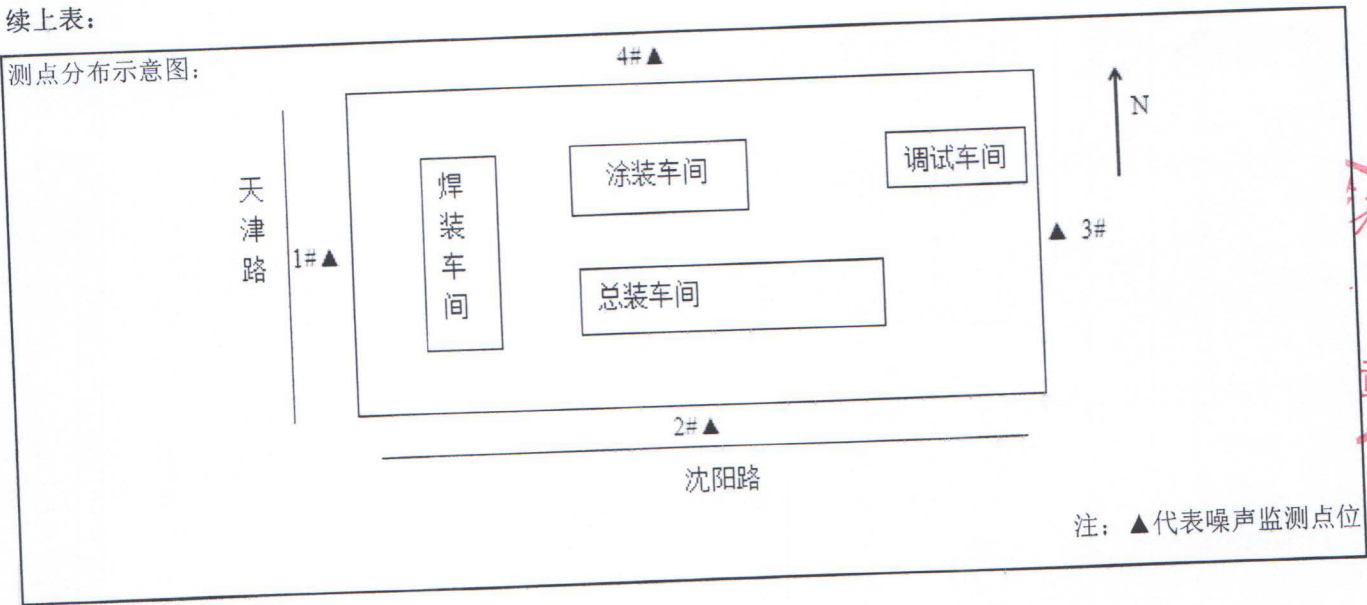 续上表：
测点分布示意图：
4#▲
N
天津路
1#▲
焊装车间
涂装车间
调试车间
▲ 3#
总装车间
2#▲
沈阳路
注：▲代表噪声监测点位